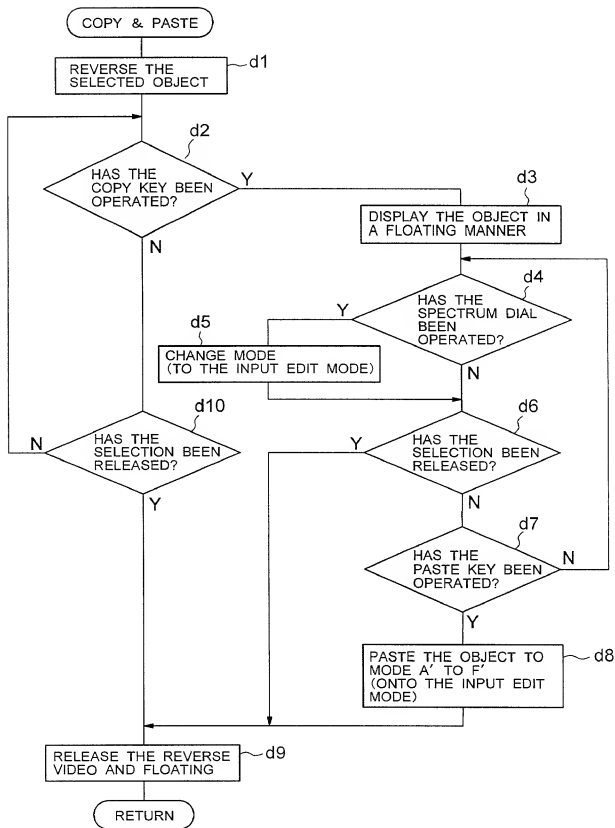 COPY & PASTE
REVERSE THE
SELECTED OBJECT
d1
d2
HAS THE
COPY KEY BEEN
OPERATED?
Y
N
d3
DISPLAY THE OBJECT IN
A FLOATING MANNER
d4
HAS THE
SPECTRUM DIAL
BEEN
OPERATED?
Y
N
d5
CHANGE MODE
(TO THE INPUT EDIT MODE)
d10
HAS THE
SELECTION BEEN
RELEASED?
N
Y
d6
HAS THE
SELECTION BEEN
RELEASED?
Y
N
d7
HAS THE
PASTE KEY BEEN
OPERATED?
N
Y
d8
PASTE THE OBJECT TO
MODE A' TO F'
(ONTO THE INPUT EDIT
MODE)
d9
RELEASE THE REVERSE
VIDEO AND FLOATING
RETURN